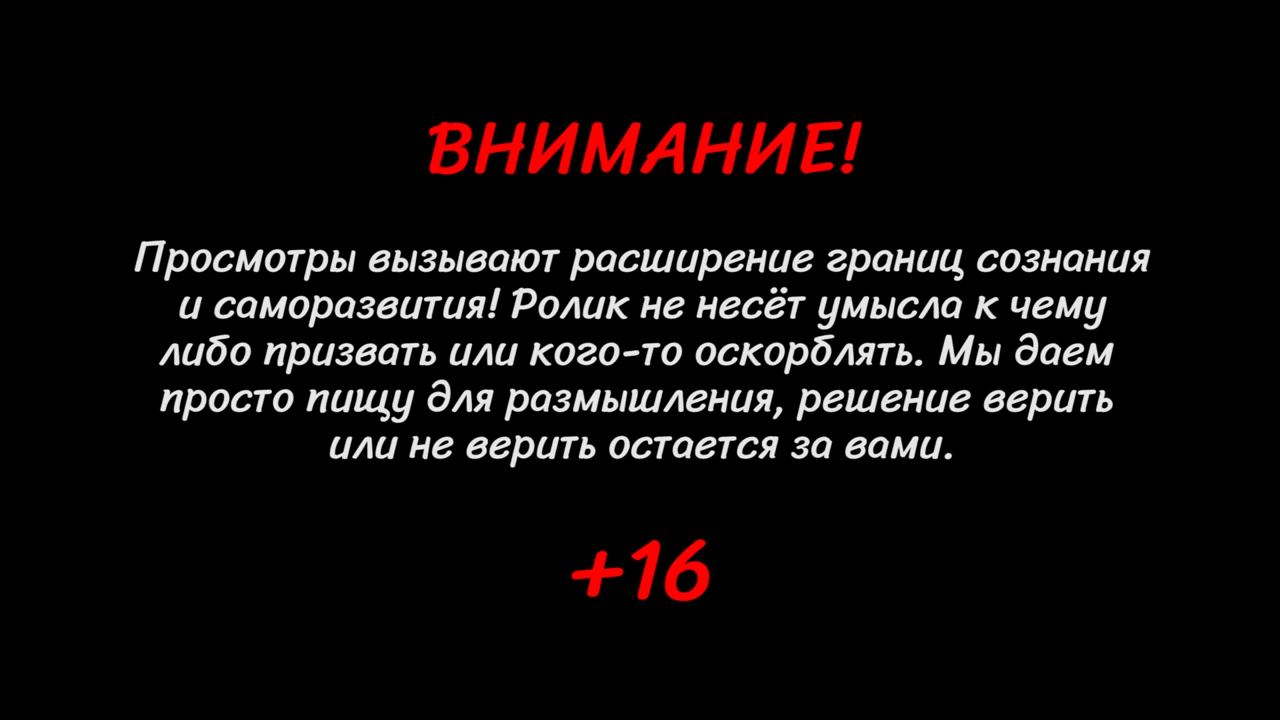 ВНИМАНИЕ!
Просмотры вызывают расширение границ сознания
и саморазвития! Ролик не несёт умысла к чему
либо призвать или кого-то оскорблять. Мы даем
просто пищу для размышления, решение верить
или не верить остается за вами.
+16